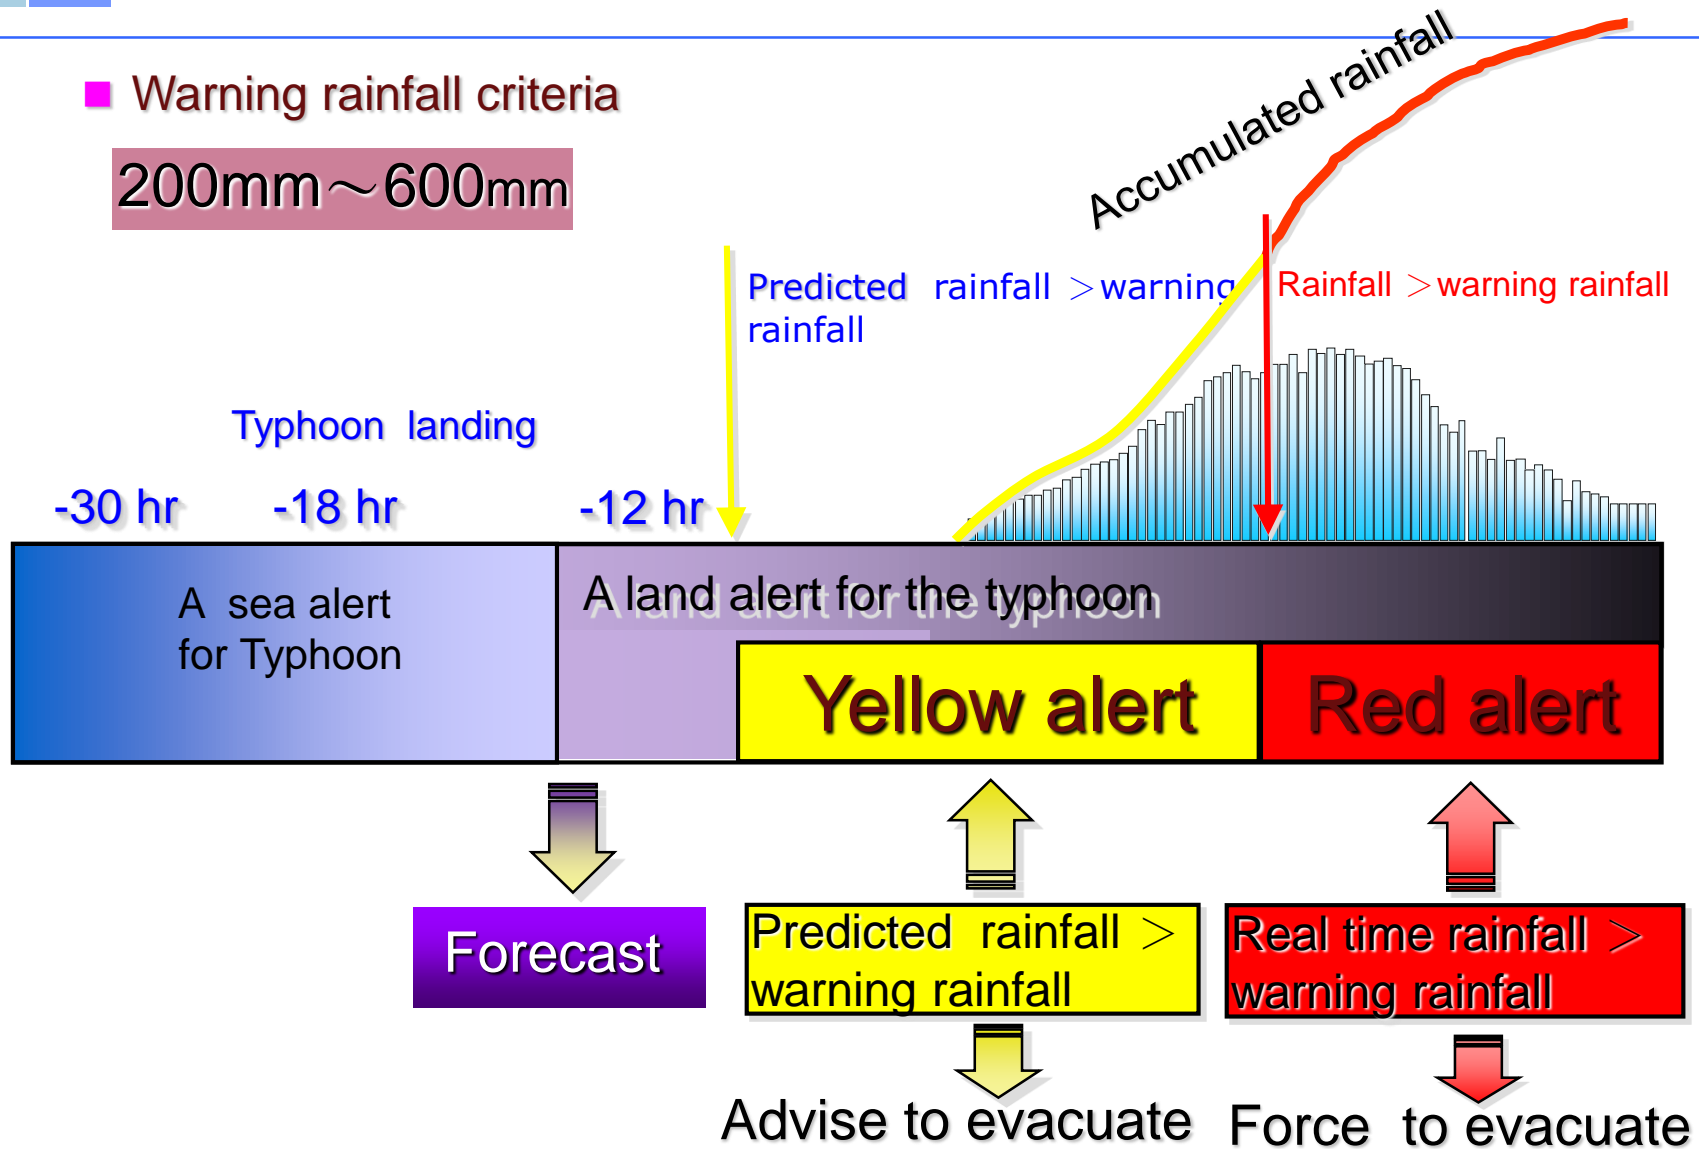 Warning rainfall criteria
200mm～600mm
Accumulated rainfall
Predicted rainfall ＞warning
rainfall
Rainfall ＞warning rainfall
Typhoon landing
-30 hr
-18 hr
-12 hr
A sea alert
for Typhoon
A land alert for the typhoon
Yellow alert
Red alert
Forecast
Predicted rainfall ＞
warning rainfall
Real time rainfall ＞
warning rainfall
Advise to evacuate
Force to evacuate